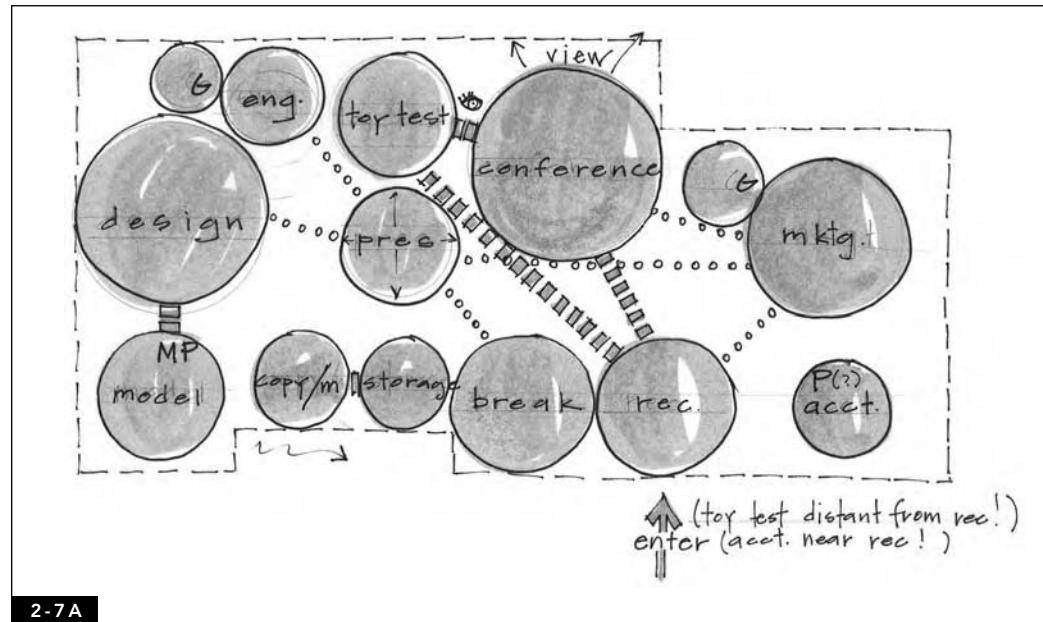 view
eng.
toy test
conference
design
pres
mktg.
MP
model
copy/m
storage
break
rec.
P(?)
acct.
(toy test distant from rec!)
enter (acct. near rec!)
2-7A